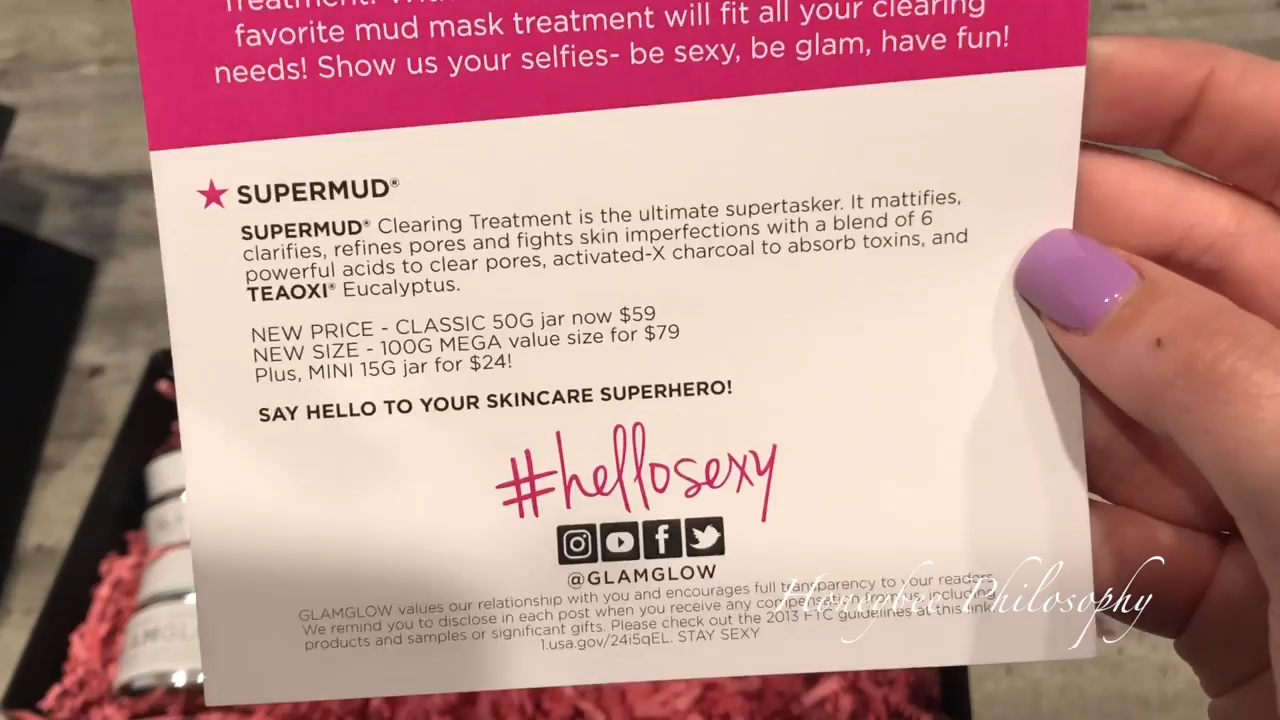 favorite mud mask treatment will fit all your clearing
needs! Show us your selfies- be sexy, be glam, have fun!
SUPERMUD®
SUPERMUD® Clearing Treatment is the ultimate supertasker. It mattifies,
clarifies, refines pores and fights skin imperfections with a blend of 6
powerful acids to clear pores, activated-X charcoal to absorb toxins, and
TEAOXI® Eucalyptus.
NEW PRICE - CLASSIC 50G jar now $59
NEW SIZE - 100G MEGA value size for $79
Plus, MINI 15G jar for $24!
SAY HELLO TO YOUR SKINCARE SUPERHERO!
#hellosexy
@GLAMGLOW
GLAMGLOW values our relationship with you and encourages full transparency to your readers.
We remind you to disclose in each post when you receive any compensation from us including
products and samples or significant gifts. Please check out the 2013 FTC guidelines at this link
1.usa.gov/24i5qEL. STAY SEXY
Honeybee Philosophy